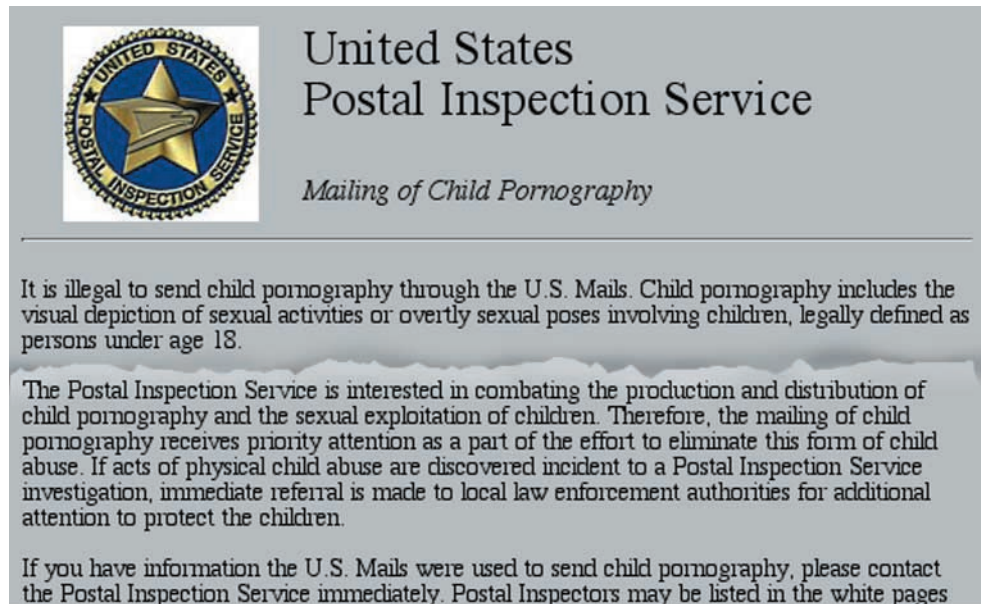 UNITED STATES
POSTAL INSPECTION SERVICE
United States
Postal Inspection Service
Mailing of Child Pornography
It is illegal to send child pornography through the U.S. Mails. Child pornography includes the
visual depiction of sexual activities or overtly sexual poses involving children, legally defined as
persons under age 18.
The Postal Inspection Service is interested in combating the production and distribution of
child pornography and the sexual exploitation of children. Therefore, the mailing of child
pornography receives priority attention as a part of the effort to eliminate this form of child
abuse. If acts of physical child abuse are discovered incident to a Postal Inspection Service
investigation, immediate referral is made to local law enforcement authorities for additional
attention to protect the children.
If you have information the U.S. Mails were used to send child pornography, please contact
the Postal Inspection Service immediately. Postal Inspectors may be listed in the white pages